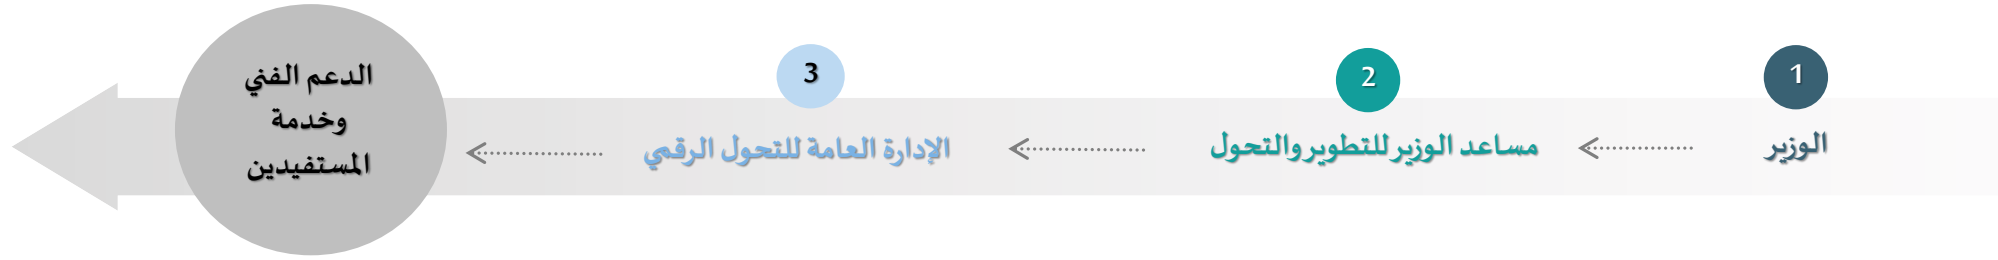 1
الوزير
2
مساعد الوزير للتطوير والتحول
3
الإدارة العامة للتحول الرقمي
الدعم الفني
وخدمة
المستفيدين